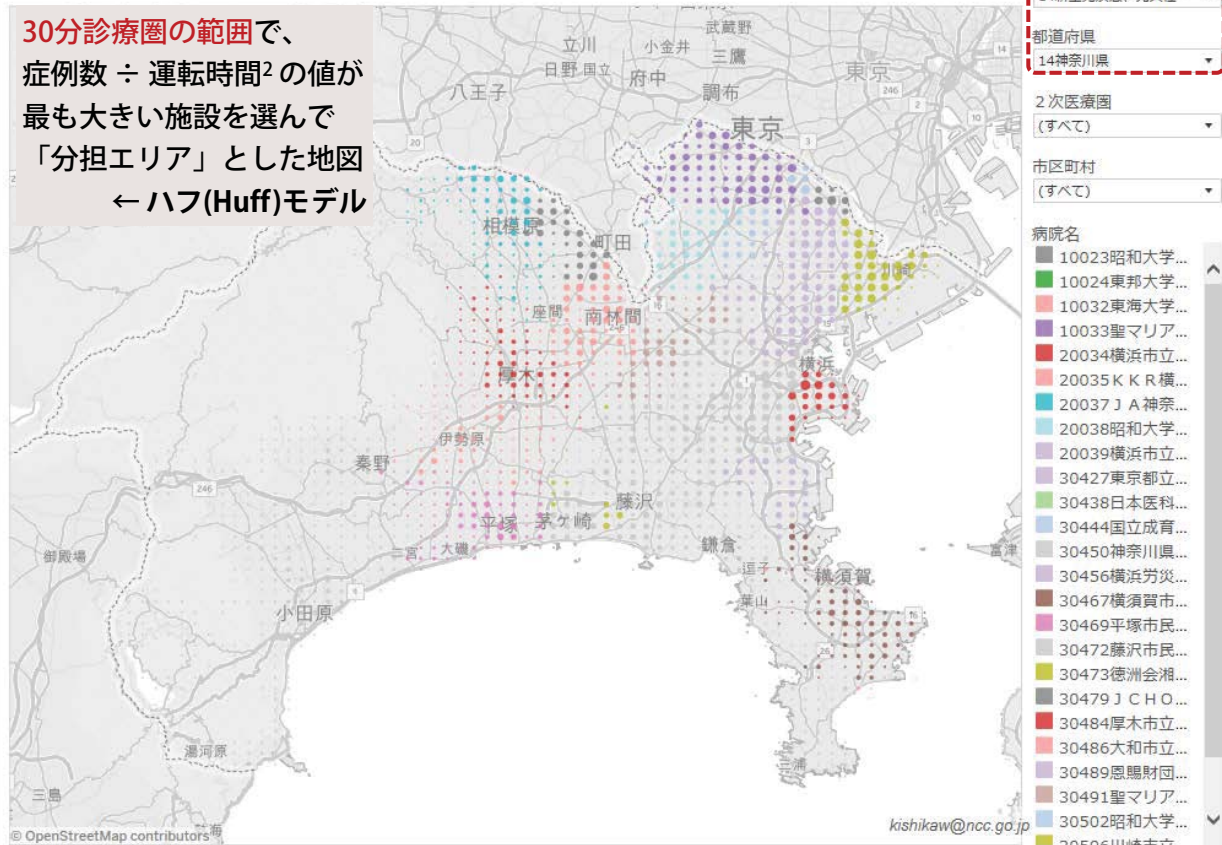 30分診療圏の範囲で、
症例数 ÷ 運転時間² の値が
最も大きい施設を選んで
「分担エリア」とした地図
← ハフ(Huff)モデル
武蔵野
立川
小金井
三鷹
日野
国立
府中
東京
八王子
調布
東京
246
20
3
10
14
2
相模原
町田
川崎
座間
南林間
16
246
15
横浜
1
厚木
伊勢原
秦野
246
藤沢
平塚
茅ケ崎
二宮
大磯
鎌倉
御殿場
逗子
横須賀
富津
葉山
小田原
1
16
26
湯河原
三浦
三島
熱海
© OpenStreetMap contributors
kishikaw@ncc.go.jp
都道府県
14神奈川県
2次医療圏
(すべて)
市区町村
(すべて)
病院名
10023昭和大学...
10024東邦大学...
10032東海大学...
10033聖マリア...
20034横浜市立...
20035ＫＫＲ横...
20037ＪＡ神奈...
20038昭和大学...
20039横浜市立...
30427東京都立...
30438日本医科...
30444国立成育...
30450神奈川県...
30456横浜労災...
30467横須賀市...
30469平塚市民...
30472藤沢市民...
30473徳洲会湘...
30479ＪＣＨＯ...
30484厚木市立...
30486大和市立...
30489恩賜財団...
30491聖マリア...
30502昭和大学...